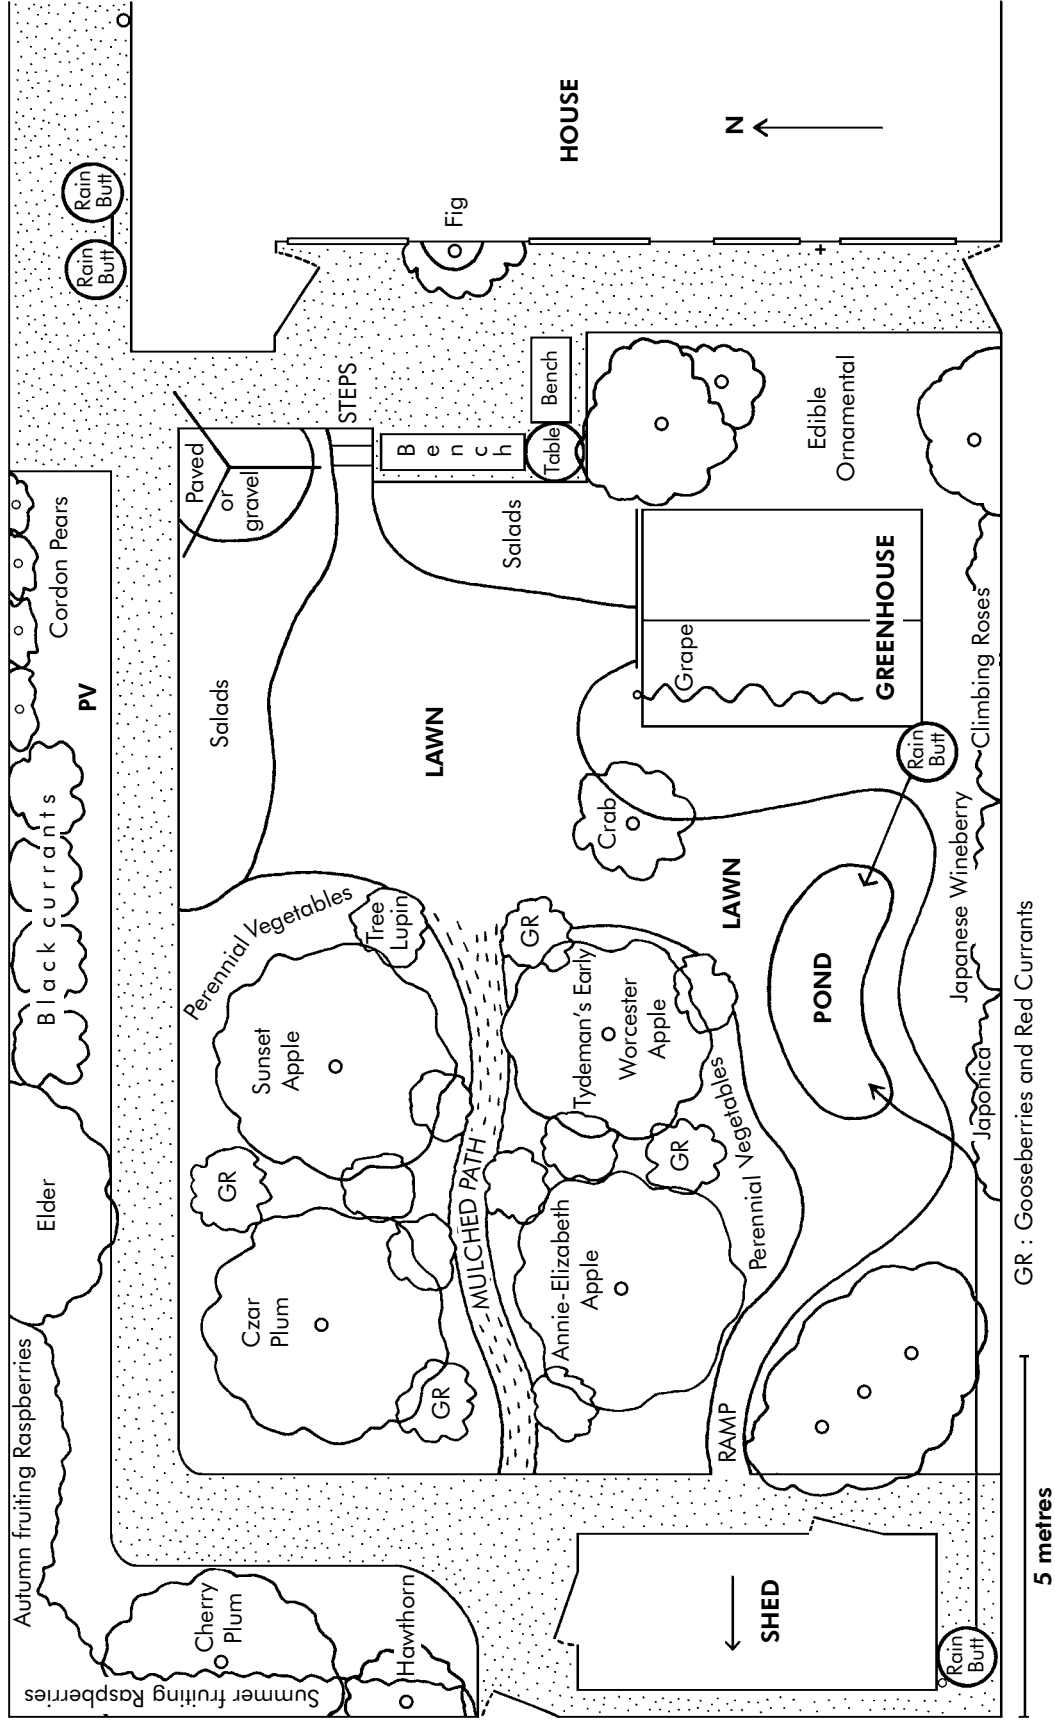 Autumn fruiting Raspberries
Elder
Black currants
Cordon Pears
PV
Rain
Butt
Rain
Butt
Summer fruiting Raspberries
Cherry
Plum
Hawthorn
Czar
Plum
GR
GR
Sunset
Apple
Perennial Vegetables
Tree
Lupin
Salads
Paved
or
gravel
STEPS
Bench
Bench
Table
Fig
HOUSE
N
MULCHED PATH
LAWN
Salads
GR
Tydeman's Early
Worcester
Apple
GR
Annie-Elizabeth
Apple
Perennial Vegetables
Crab
LAWN
Grape
GREENHOUSE
Edible
Ornamental
RAMP
POND
Rain
Butt
SHED
Rain
Butt
Japonica
Japanese Wineberry
Climbing Roses
5 metres
GR : Gooseberries and Red Currants